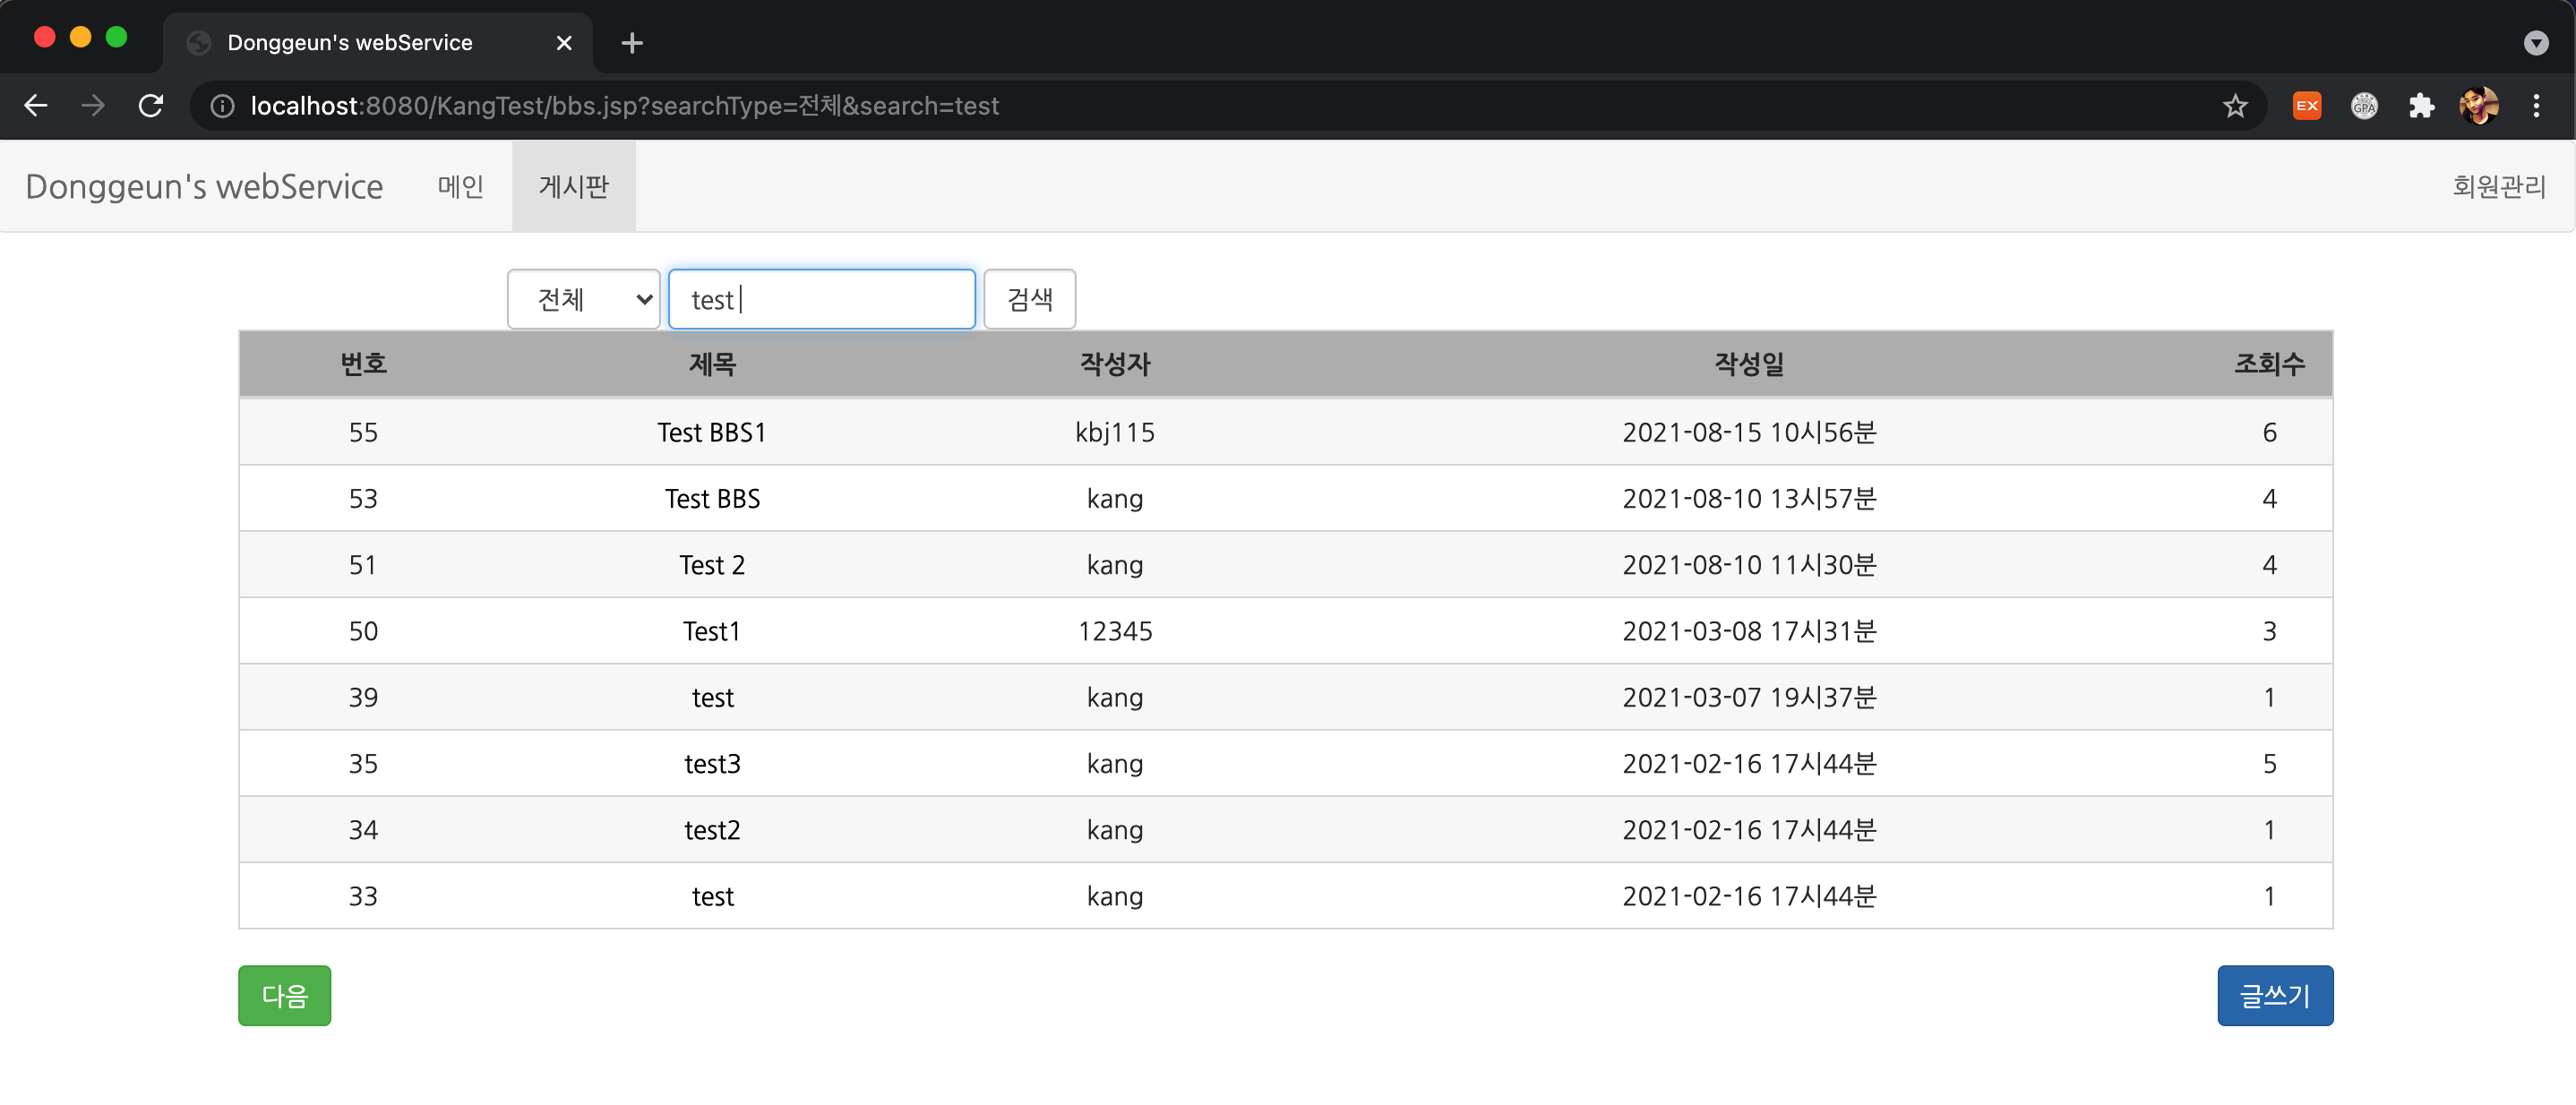 Donggeun's webService
localhost:8080/KangTest/bbs.jsp?searchType=전체&search=test
EX
GPA
Donggeun's webService 메인 게시판 회원관리
전체 test 검색
번호 제목 작성자 작성일 조회수
55 Test BBS1 kbj115 2021-08-15 10시56분 6
53 Test BBS kang 2021-08-10 13시57분 4
51 Test 2 kang 2021-08-10 11시30분 4
50 Test1 12345 2021-03-08 17시31분 3
39 test kang 2021-03-07 19시37분 1
35 test3 kang 2021-02-16 17시44분 5
34 test2 kang 2021-02-16 17시44분 1
33 test kang 2021-02-16 17시44분 1
다음 글쓰기